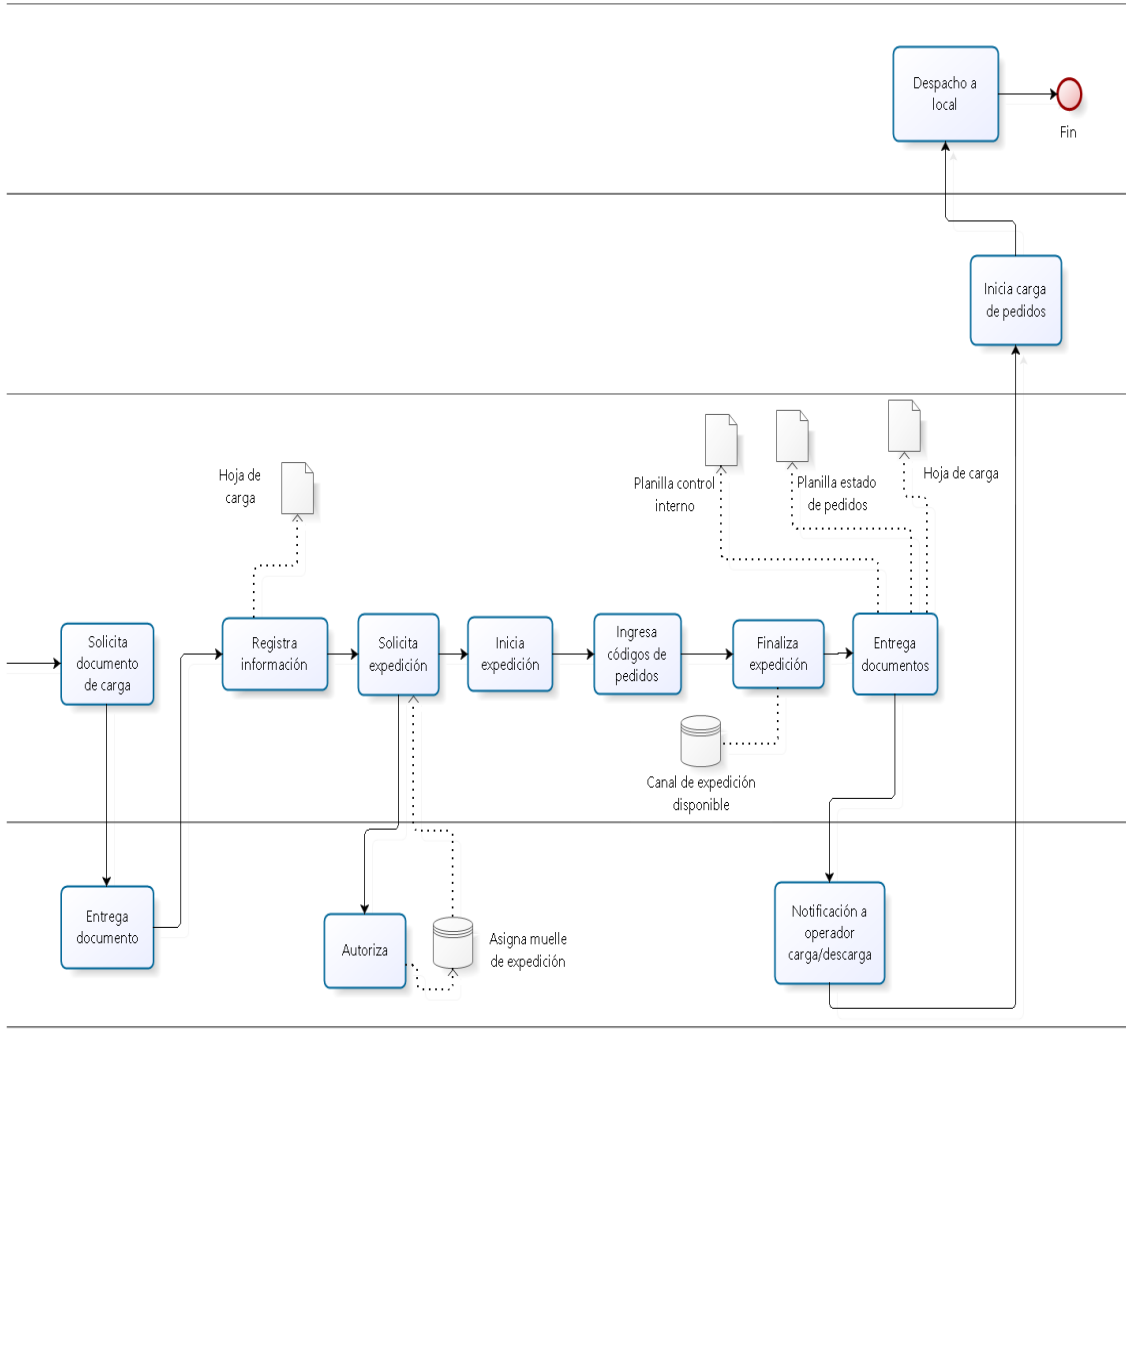 Despacho a
local
Fin
Inicia carga
de pedidos
Hoja de
carga
Planilla control
interno
Planilla estado
de pedidos
Hoja de carga
Solicita
documento
de carga
Registra
información
Solicita
expedición
Inicia
expedición
Ingresa
códigos de
pedidos
Finaliza
expedición
Entrega
documentos
Canal de expedición
disponible
Entrega
documento
Autoriza
Asigna muelle
de expedición
Notificación a
operador
carga/descarga